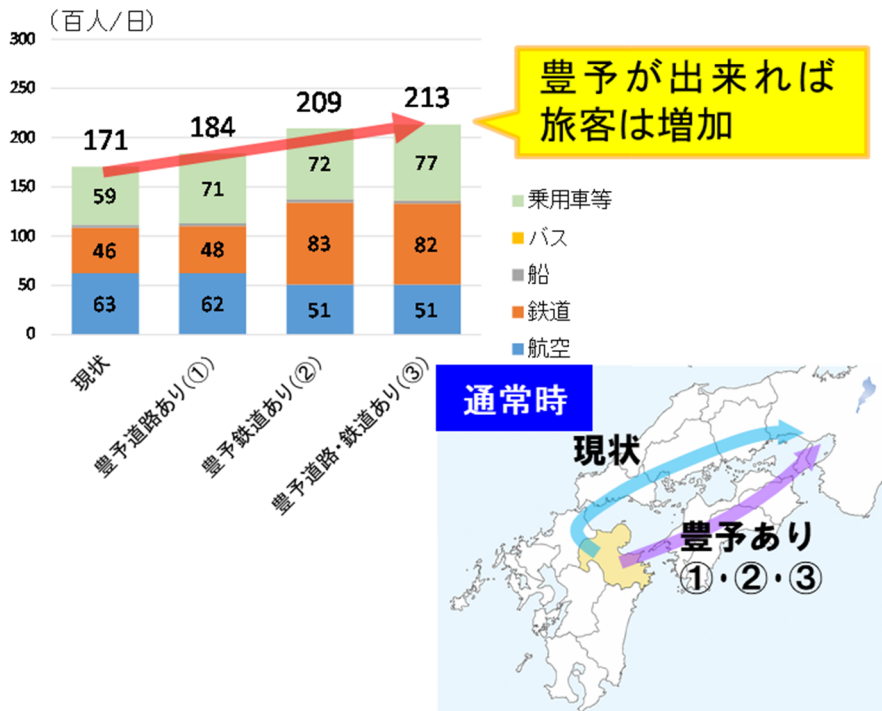 (百人/日)
300
250
200
150
100
50
0
171
184
209
213
59
71
72
77
46
48
83
82
63
62
51
51
現状
豊予道路あり(①)
豊予鉄道あり(②)
豊予道路・鉄道あり(③)
豊予が出来れば
旅客は増加
乗用車等
バス
船
鉄道
航空
通常時
現状
豊予あり
①・②・③